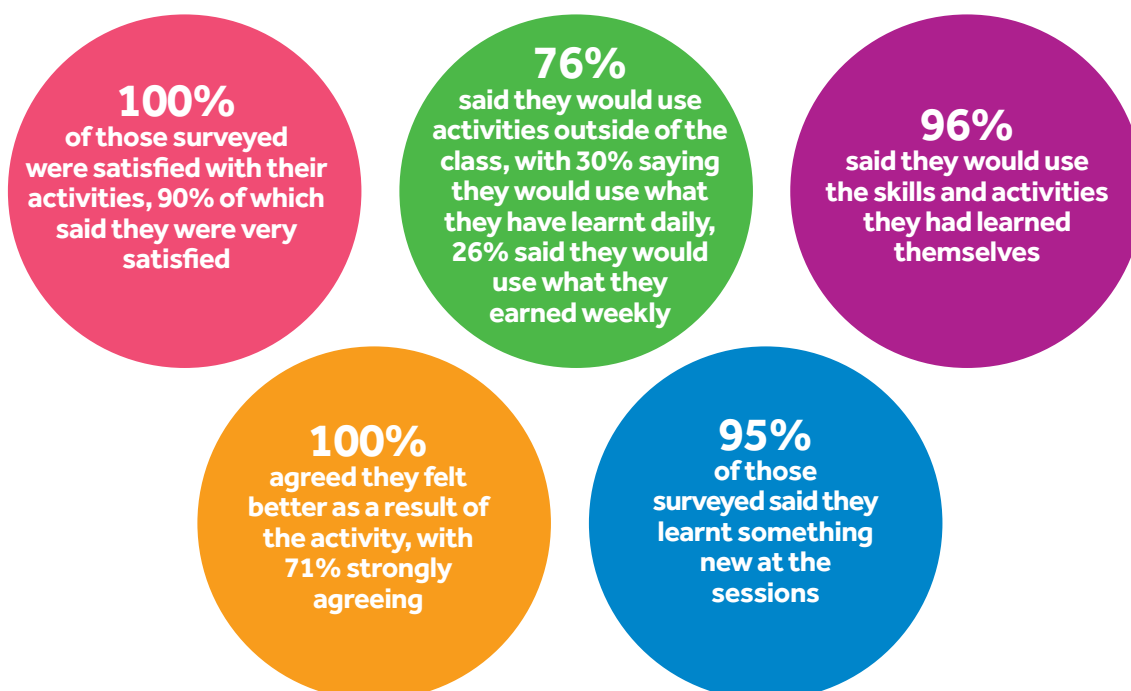 100%
of those surveyed
were satisfied with their
activities, 90% of which
said they were very
satisfied
76%
said they would use
activities outside of the
class, with 30% saying
they would use what
they have learnt daily,
26% said they would
use what they
earned weekly
96%
said they would use
the skills and activities
they had learned
themselves
100%
agreed they felt
better as a result of
the activity, with
71% strongly
agreeing
95%
of those
surveyed said they
learnt something
new at the
sessions